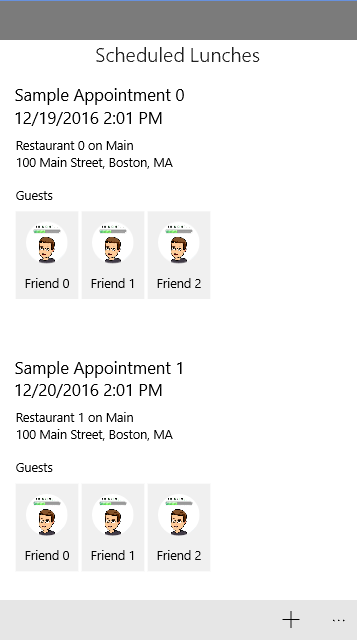 Scheduled Lunches
Sample Appointment 0
12/19/2016 2:01 PM
Restaurant 0 on Main
100 Main Street, Boston, MA
Guests
Friend 0 Friend 1 Friend 2
Sample Appointment 1
12/20/2016 2:01 PM
Restaurant 1 on Main
100 Main Street, Boston, MA
Guests
Friend 0 Friend 1 Friend 2